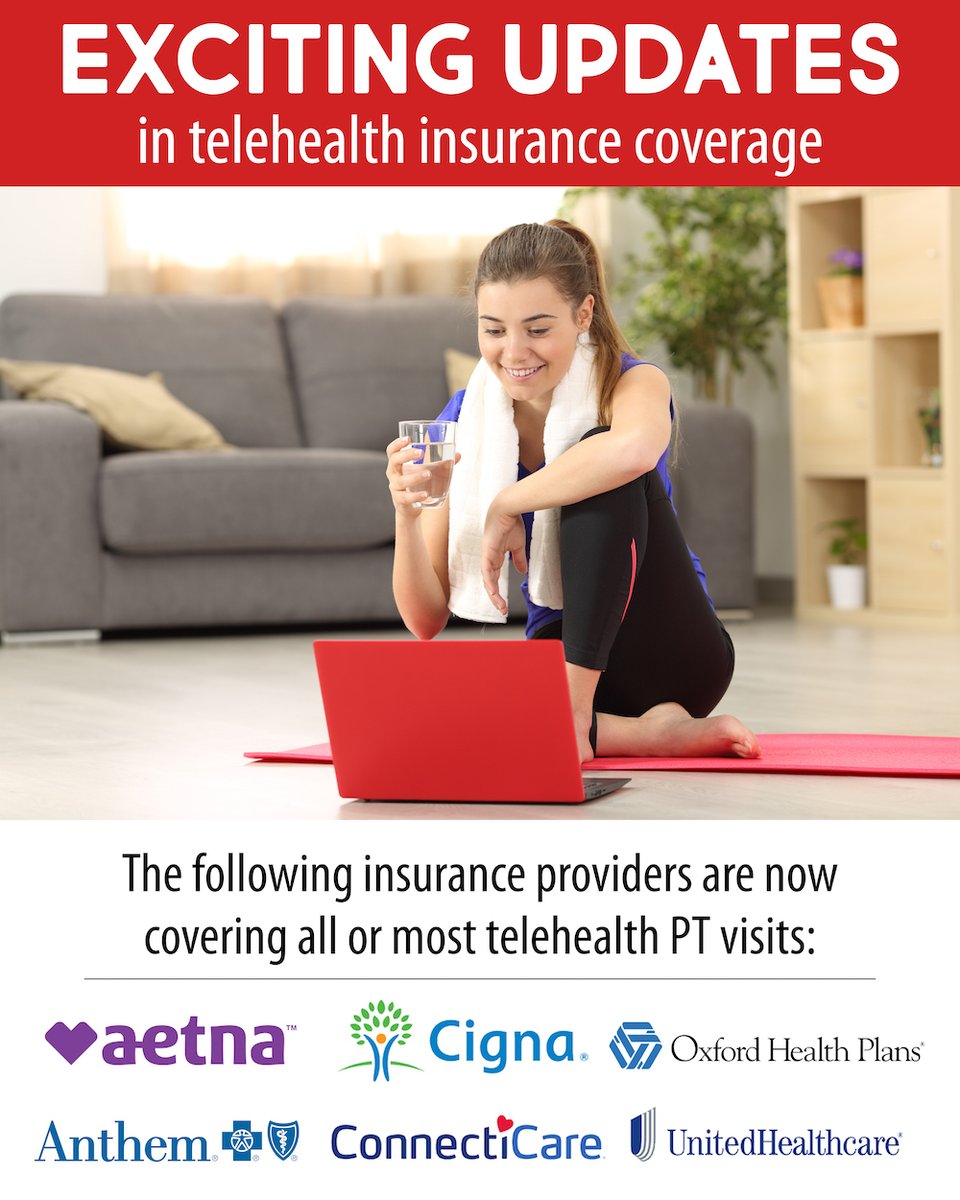 EXCITING UPDATES
in telehealth insurance coverage
The following insurance providers are now
covering all or most telehealth PT visits:
aetna™
Cigna®
Oxford Health Plans®
Anthem®
ConnectiCare
UnitedHealthcare®